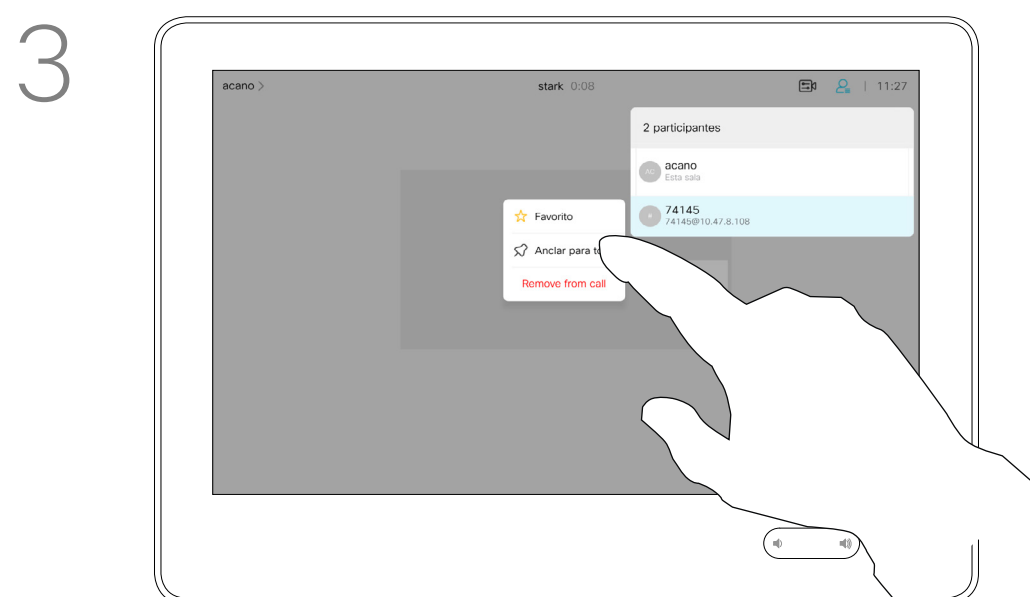 3
acano >
stark 0:08
| 11:27
2 participantes
AC
acano
Esta sala
74145
74145@10.47.8.108
Favorito
Anclar para
Remove from call